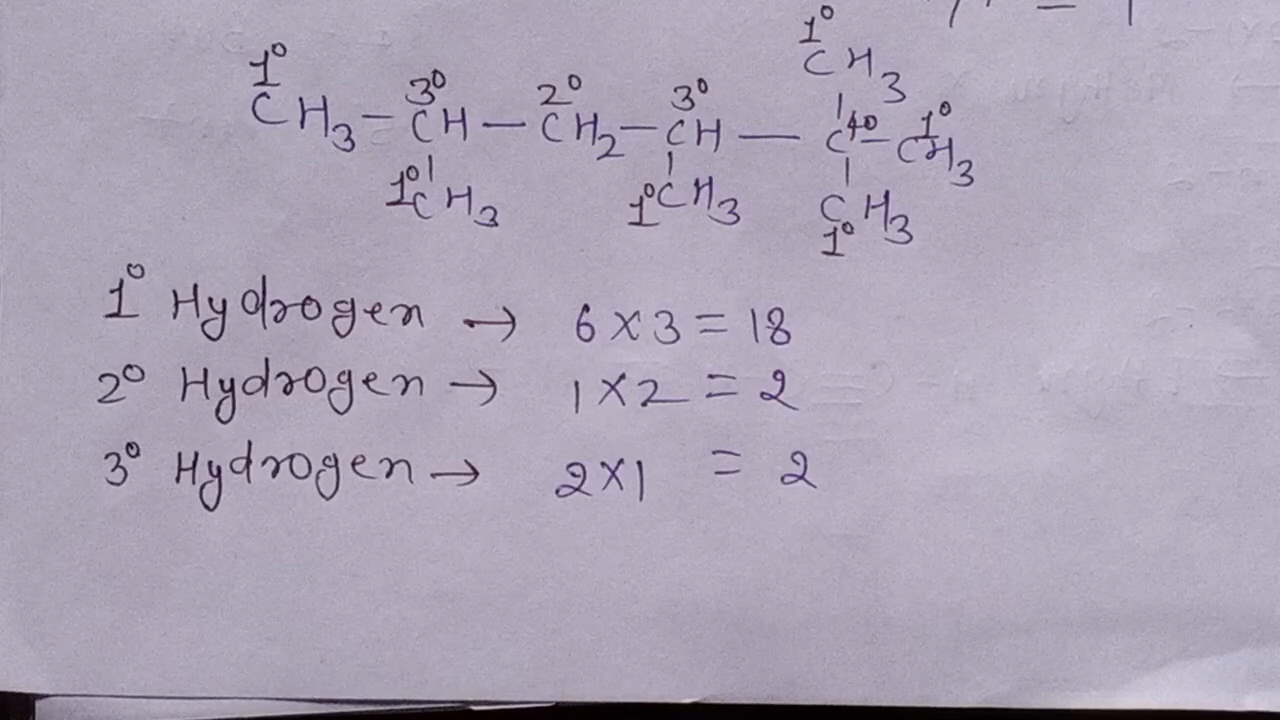 1° CH3
1° CH3 – 3° CH – 2° CH2 – 3° CH — 4° C – 1° CH3
1° CH3 1° CH3 CH3 1°
1° Hydrogen → 6 × 3 = 18
2° Hydrogen → 1 × 2 = 2
3° Hydrogen → 2 × 1 = 2